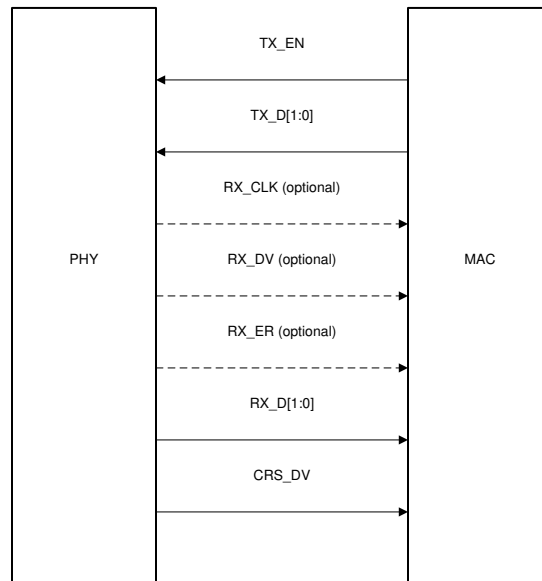 TX_EN
TX_D[1:0]
RX_CLK (optional)
PHY
RX_DV (optional)
MAC
RX_ER (optional)
RX_D[1:0]
CRS_DV